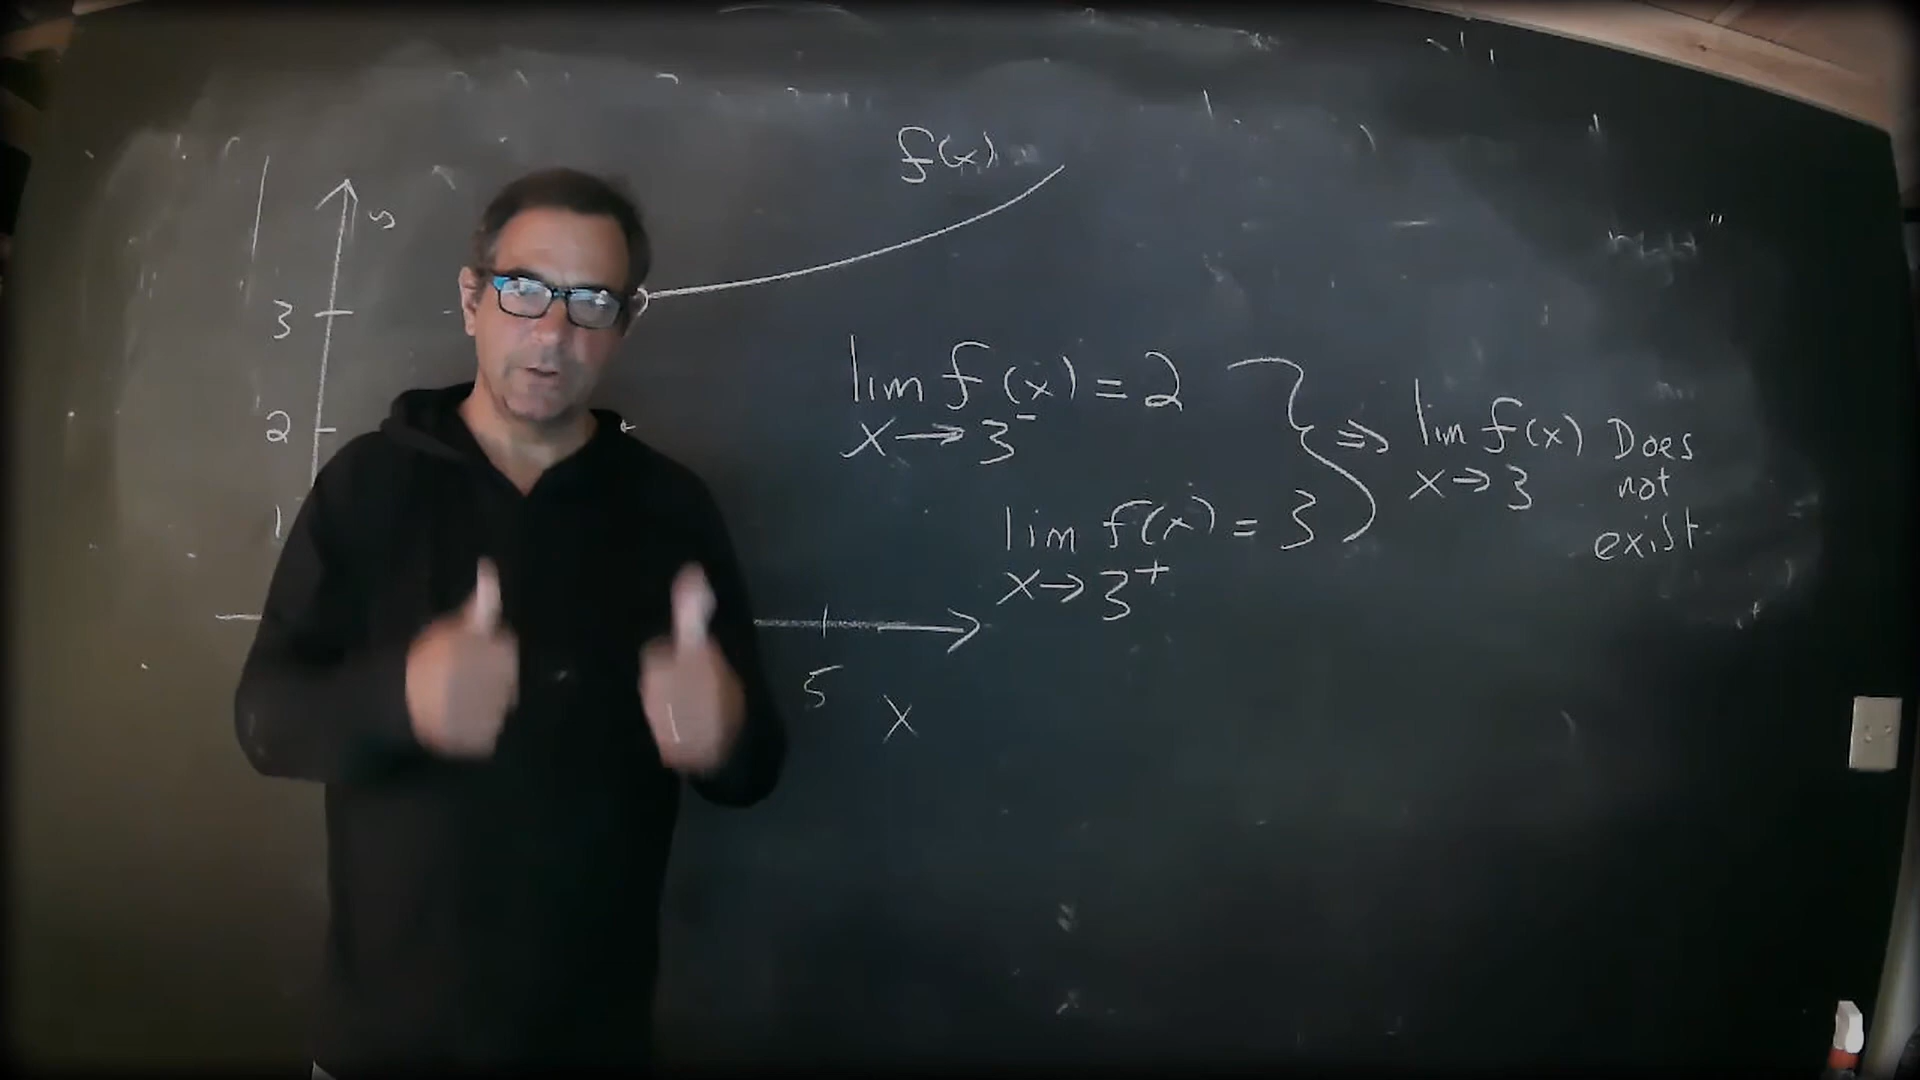 f(x)
y
3
2
1
lim f(x) = 2
x → 3⁻
lim f(x) = 3
x → 3⁺
} ⇒ lim f(x) Does
x → 3 not
exist
5
x